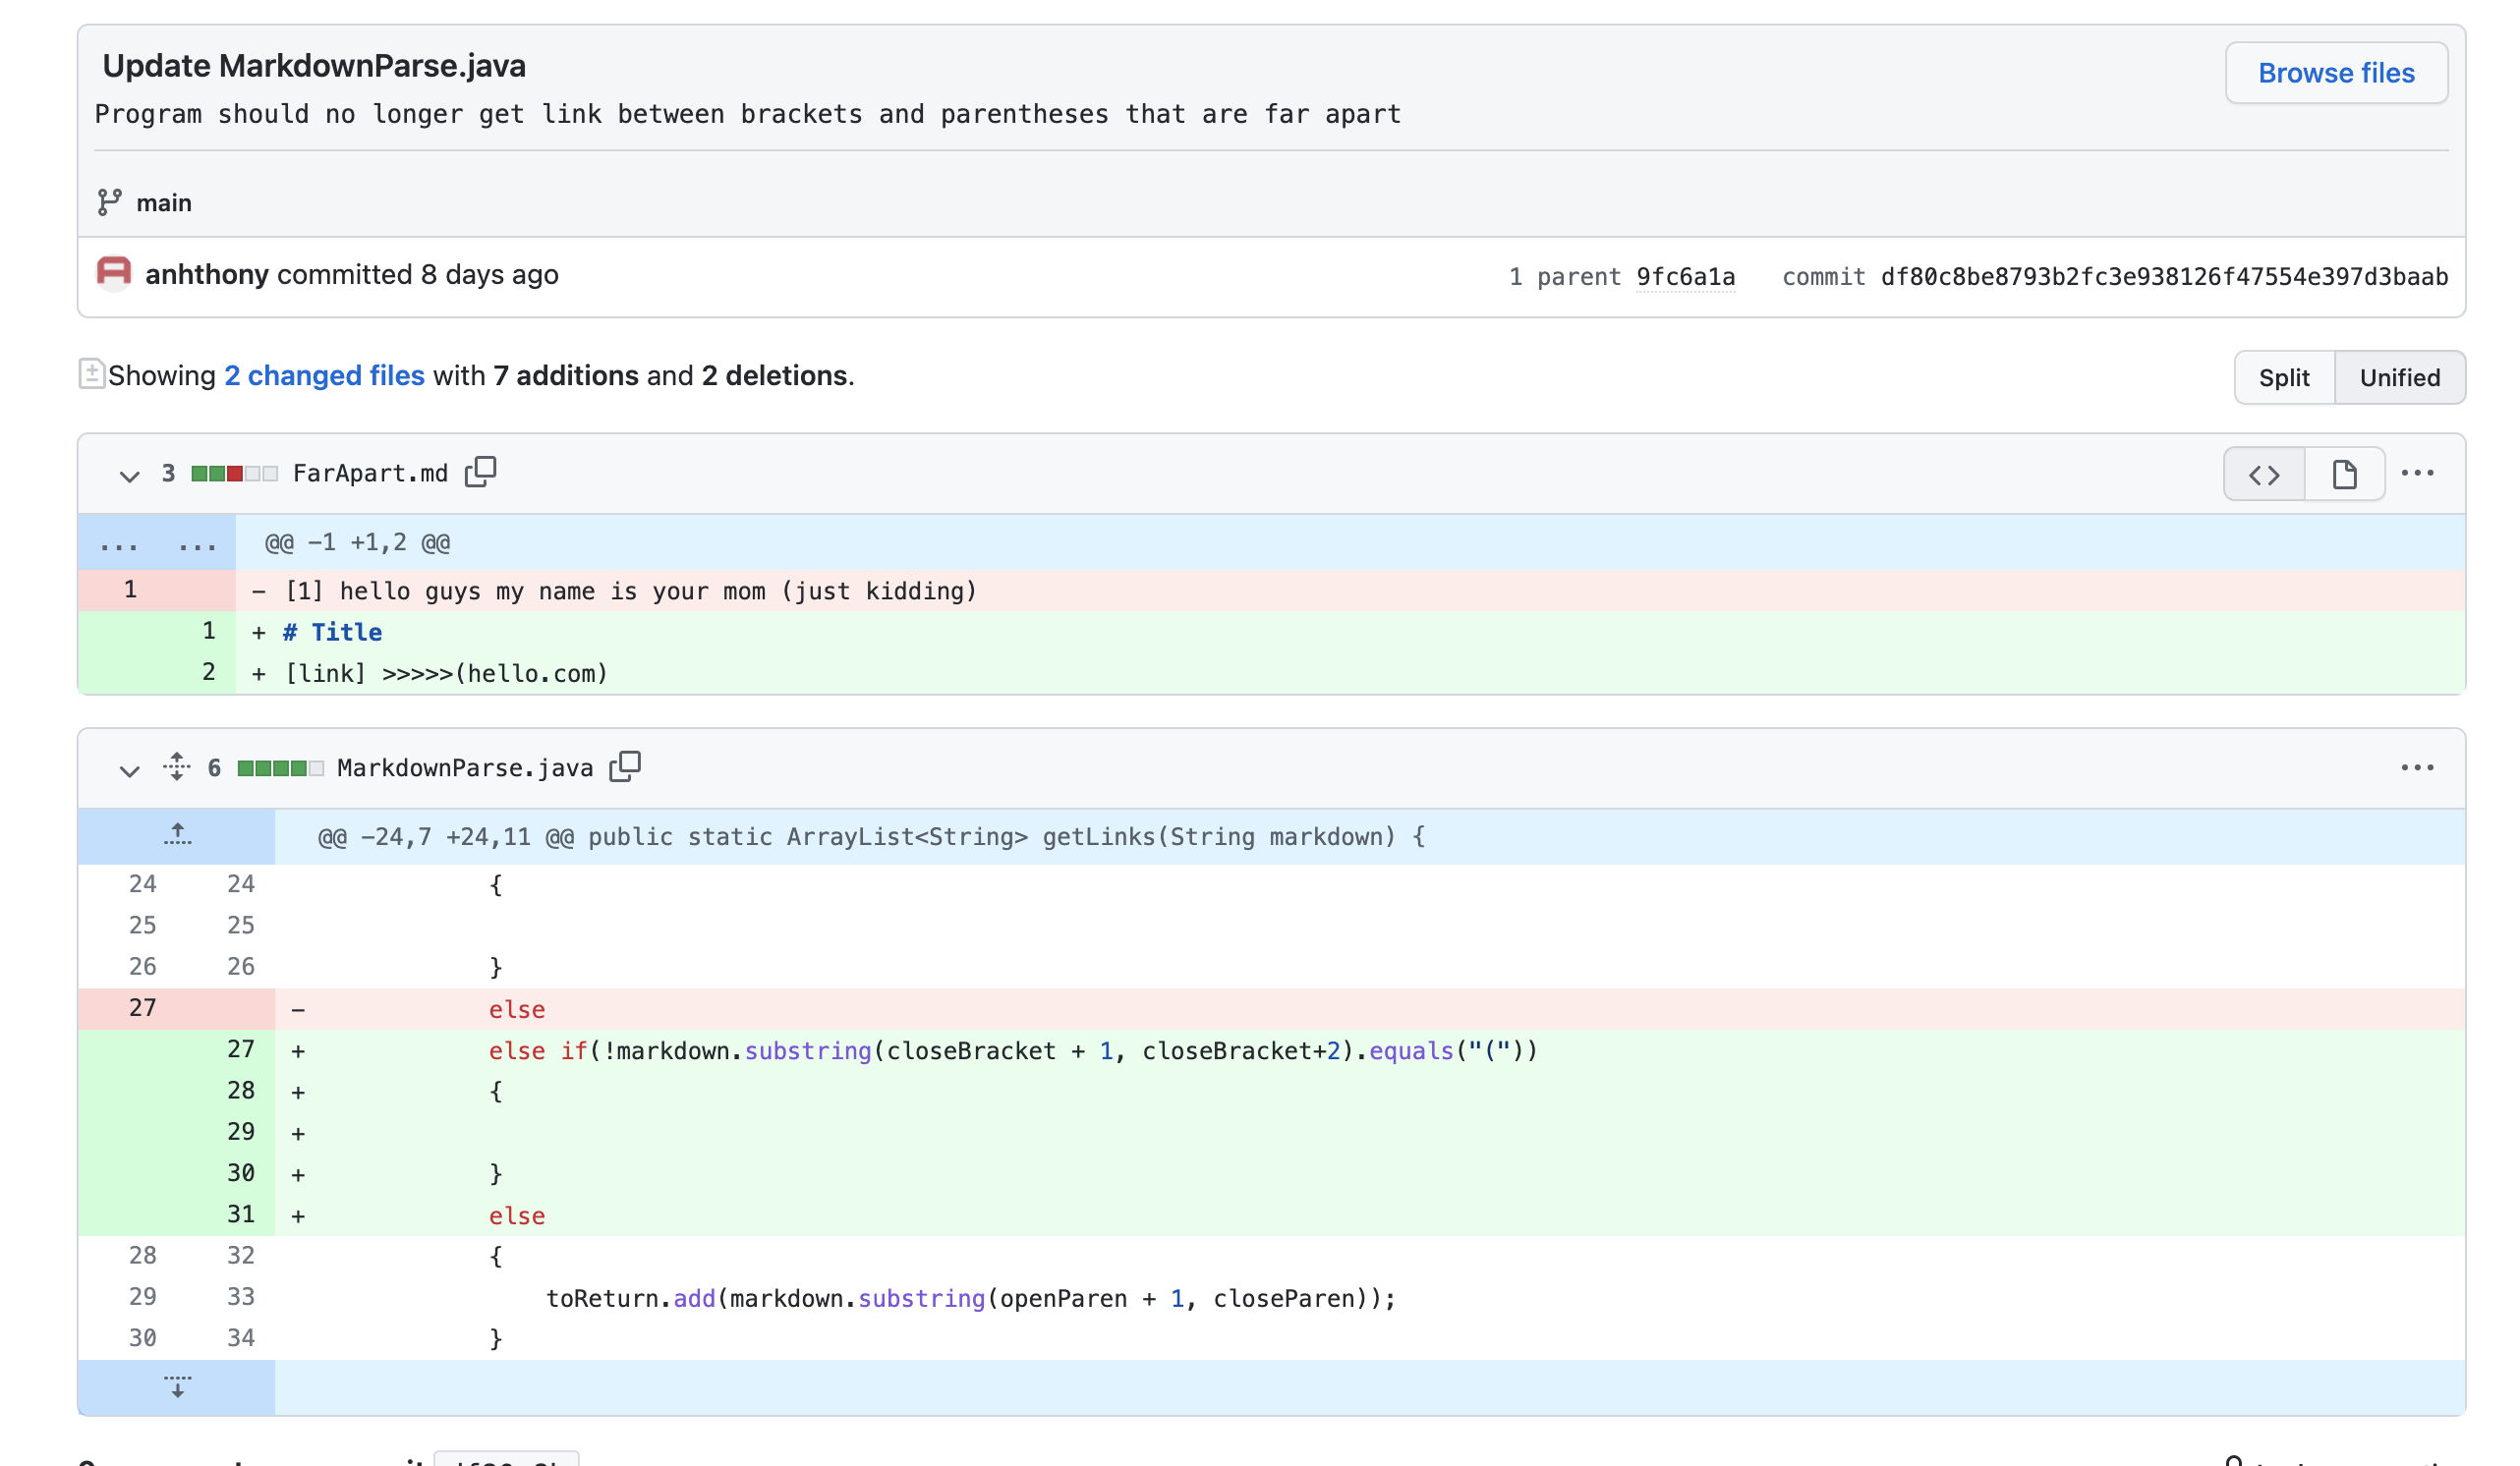 Update MarkdownParse.java
Browse files
Program should no longer get link between brackets and parentheses that are far apart
main
anhthony committed 8 days ago
1 parent 9fc6a1a commit df80c8be8793b2fc3e938126f47554e397d3baab
Showing 2 changed files with 7 additions and 2 deletions.
Split Unified
3 FarApart.md
... ... @@ -1 +1,2 @@
1 - [1] hello guys my name is your mom (just kidding)
1 + # Title
2 + [link] >>>>>(hello.com)
6 MarkdownParse.java
@@ -24,7 +24,11 @@ public static ArrayList<String> getLinks(String markdown) {
24 24 {
25 25
26 26 }
27 - else
27 + else if(!markdown.substring(closeBracket + 1, closeBracket+2).equals("("))
28 + {
29 +
30 + }
31 + else
28 32 {
29 33 toReturn.add(markdown.substring(openParen + 1, closeParen));
30 34 }